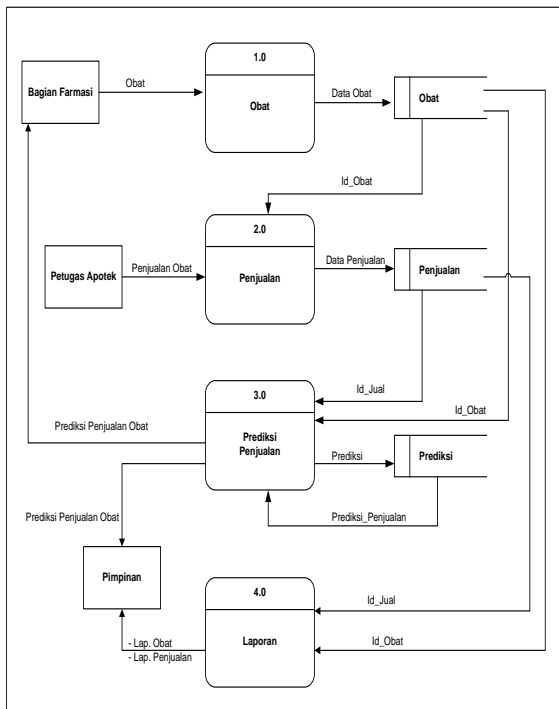 1.0
Obat
Bagian Farmasi
Data Obat
Obat
Obat
Id_Obat
2.0
Penjualan Obat
Data Penjualan
Petugas Apotek
Penjualan
Penjualan
Id_Jual
3.0
Id_Obat
Prediksi Penjualan Obat
Prediksi
Penjualan
Prediksi
Prediksi
Prediksi Penjualan Obat
Prediksi_Penjualan
Pimpinan
4.0
Id_Jual
- Lap. Obat
Laporan
Id_Obat
- Lap. Penjualan